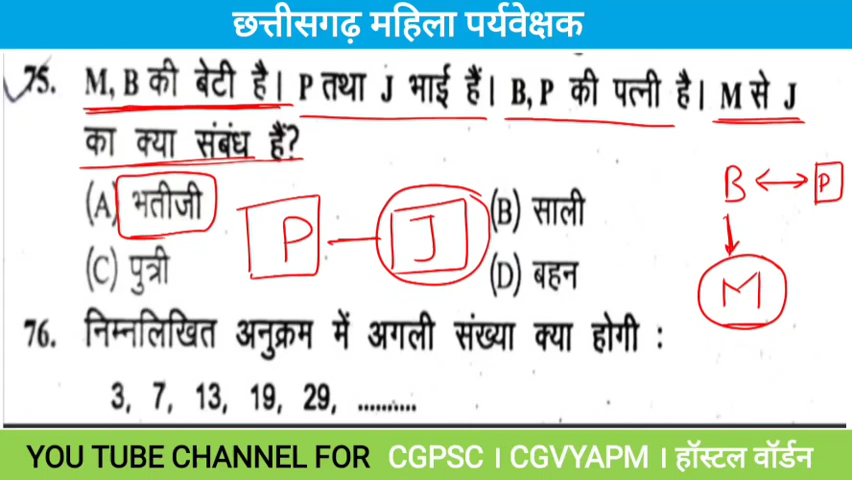 छत्तीसगढ़ महिला पर्यवेक्षक
75. M, B की बेटी है। P तथा J भाई हैं। B, P की पत्नी है। M से J
का क्या संबंध हैं?
(A) भतीजी (B) साली
(C) पुत्री (D) बहन
P J
B P
M
76. निम्नलिखित अनुक्रम में अगली संख्या क्या होगी :
3, 7, 13, 19, 29, ..........
YOU TUBE CHANNEL FOR CGPSC । CGVYAPM । हॉस्टल वॉर्डन